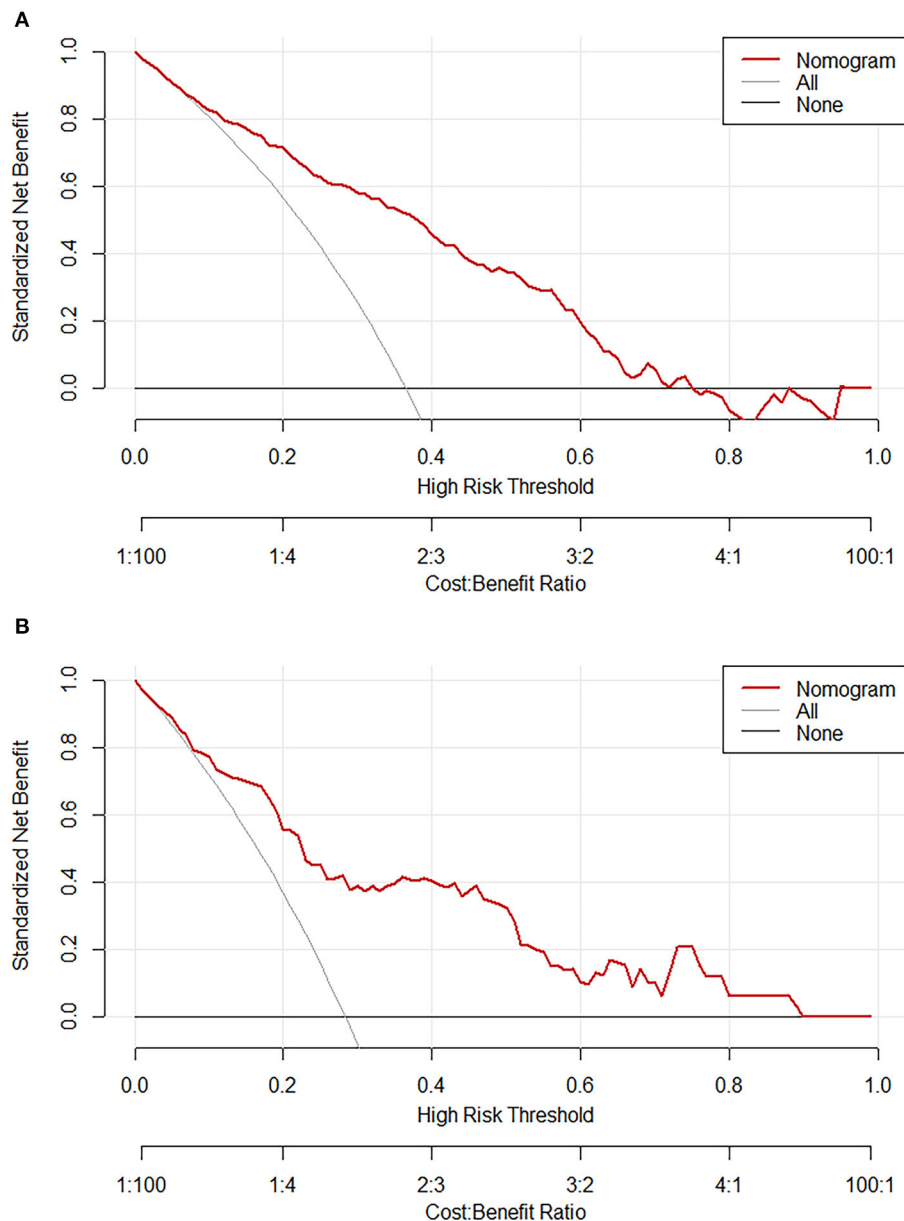 A
Standardized Net Benefit
1.0
0.8
0.6
0.4
0.2
0.0
Nomogram
All
None
0.0 0.2 0.4 0.6 0.8 1.0
High Risk Threshold
1:100 1:4 2:3 3:2 4:1 100:1
Cost:Benefit Ratio
B
Standardized Net Benefit
1.0
0.8
0.6
0.4
0.2
0.0
Nomogram
All
None
0.0 0.2 0.4 0.6 0.8 1.0
High Risk Threshold
1:100 1:4 2:3 3:2 4:1 100:1
Cost:Benefit Ratio